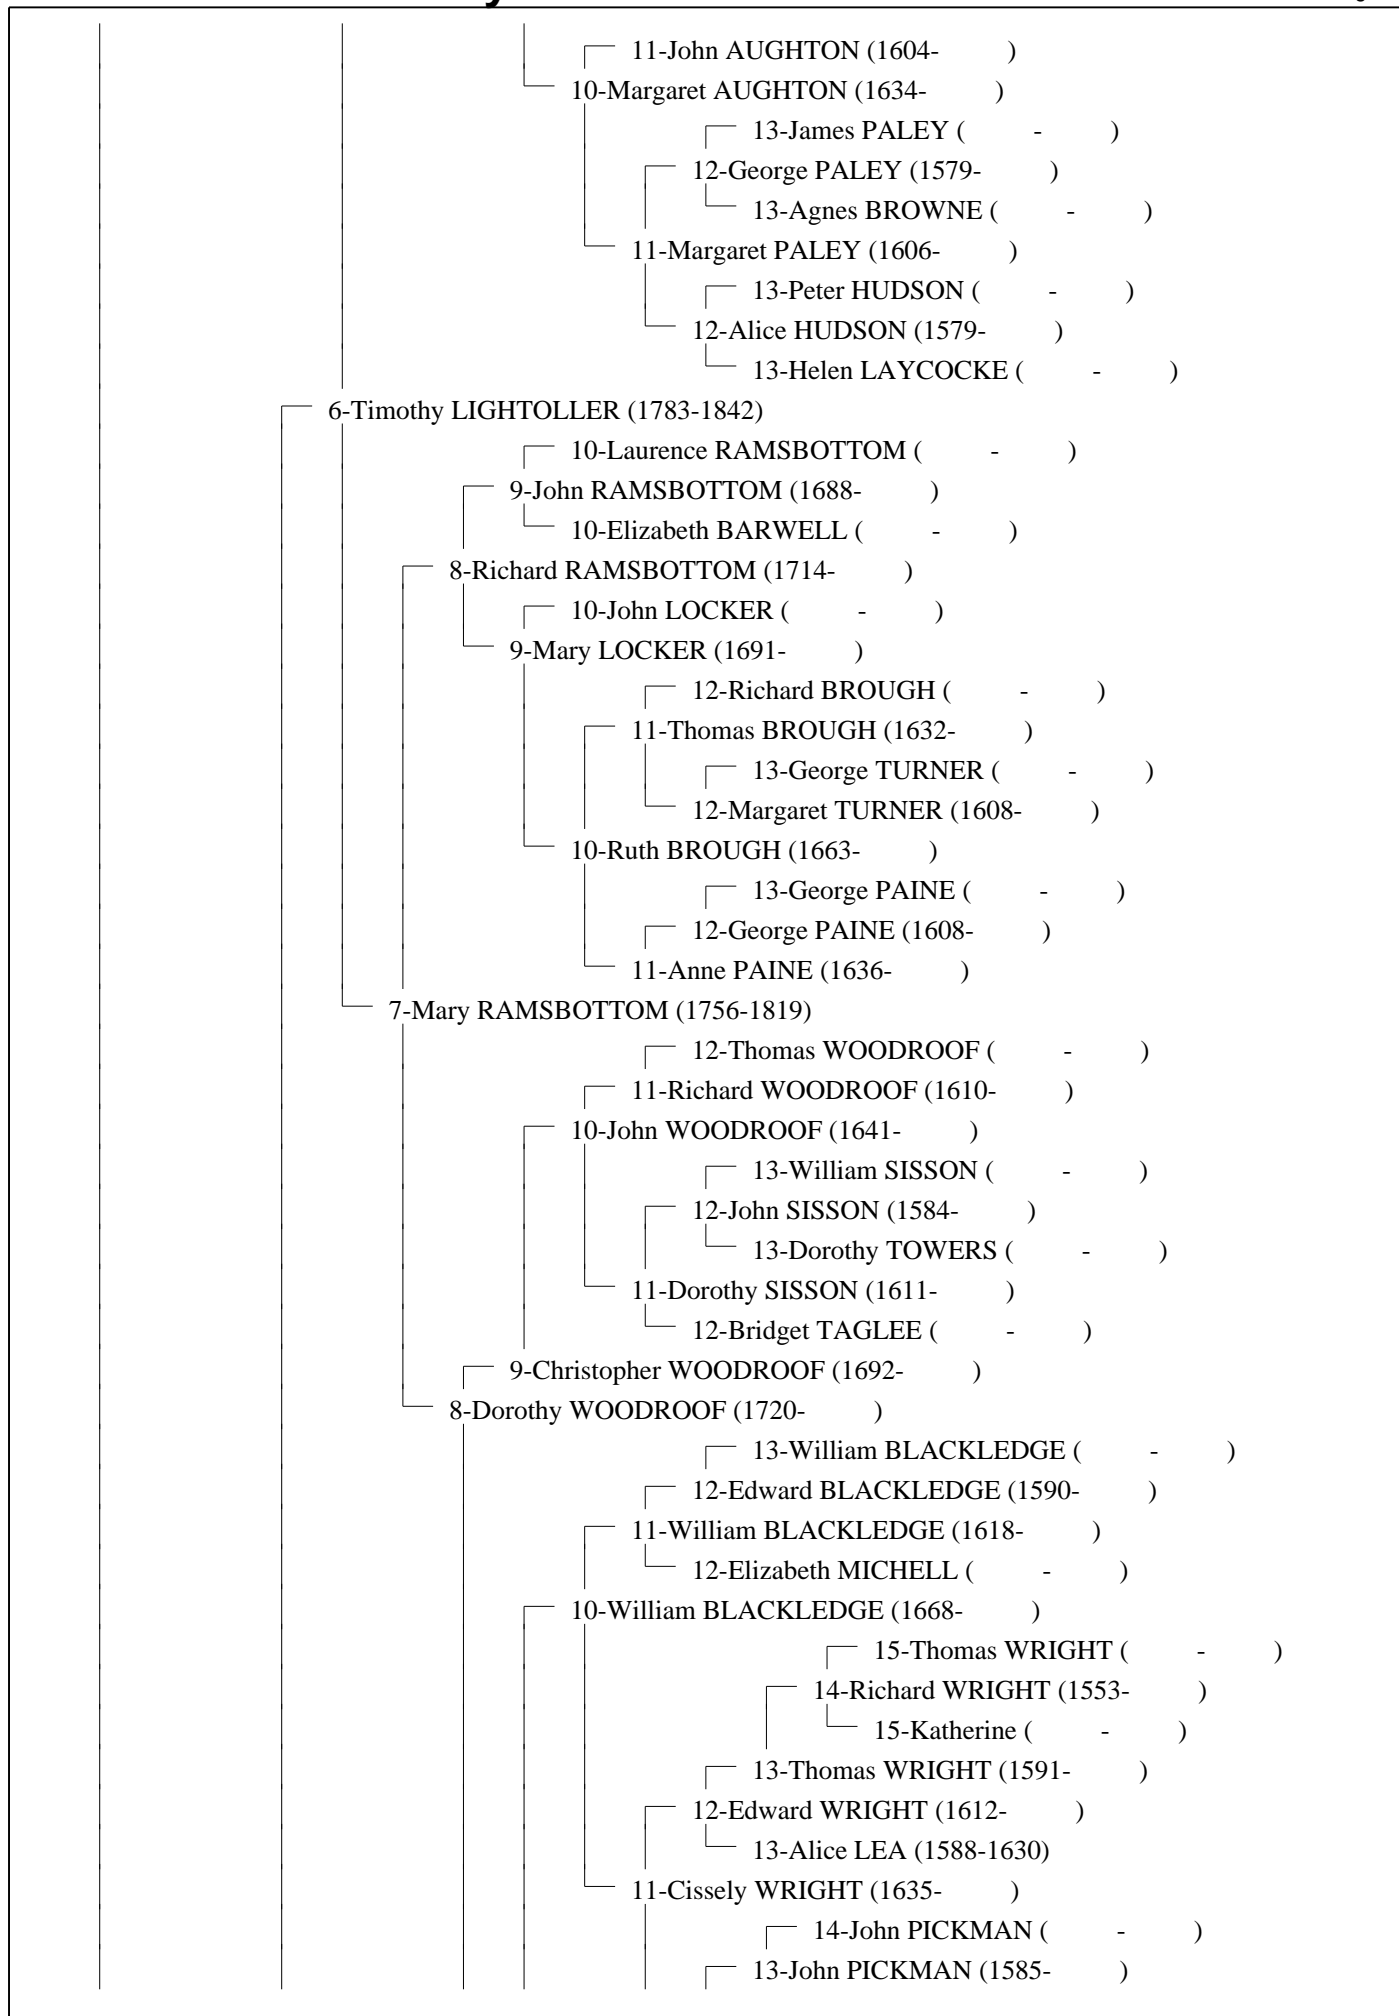 11-John AUGHTON (1604- )
10-Margaret AUGHTON (1634- )
13-James PALEY ( - )
12-George PALEY (1579- )
13-Agnes BROWNE ( - )
11-Margaret PALEY (1606- )
13-Peter HUDSON ( - )
12-Alice HUDSON (1579- )
13-Helen LAYCOCKE ( - )
6-Timothy LIGHTOLLER (1783-1842)
10-Laurence RAMSBOTTOM ( - )
9-John RAMSBOTTOM (1688- )
10-Elizabeth BARWELL ( - )
8-Richard RAMSBOTTOM (1714- )
10-John LOCKER ( - )
9-Mary LOCKER (1691- )
12-Richard BROUGH ( - )
11-Thomas BROUGH (1632- )
13-George TURNER ( - )
12-Margaret TURNER (1608- )
10-Ruth BROUGH (1663- )
13-George PAINE ( - )
12-George PAINE (1608- )
11-Anne PAINE (1636- )
7-Mary RAMSBOTTOM (1756-1819)
12-Thomas WOODROOF ( - )
11-Richard WOODROOF (1610- )
10-John WOODROOF (1641- )
13-William SISSON ( - )
12-John SISSON (1584- )
13-Dorothy TOWERS ( - )
11-Dorothy SISSON (1611- )
12-Bridget TAGLEE ( - )
9-Christopher WOODROOF (1692- )
8-Dorothy WOODROOF (1720- )
13-William BLACKLEDGE ( - )
12-Edward BLACKLEDGE (1590- )
11-William BLACKLEDGE (1618- )
12-Elizabeth MICHELL ( - )
10-William BLACKLEDGE (1668- )
15-Thomas WRIGHT ( - )
14-Richard WRIGHT (1553- )
15-Katherine ( - )
13-Thomas WRIGHT (1591- )
12-Edward WRIGHT (1612- )
13-Alice LEA (1588-1630)
11-Cissely WRIGHT (1635- )
14-John PICKMAN ( - )
13-John PICKMAN (1585- )